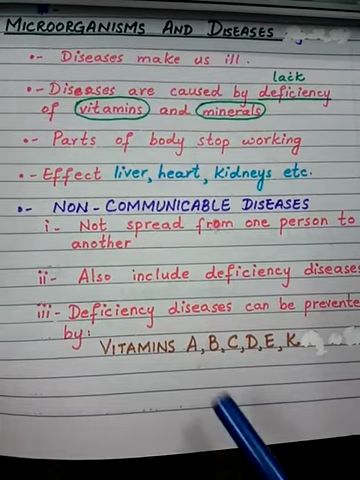 MICROORGANISMS AND DISEASES
•- Diseases make us ill.
lack
•- Diseases are caused by deficiency
of vitamins and minerals
•- Parts of body stop working
•- Effect liver, heart, kidneys etc.
•- NON-COMMUNICABLE DISEASES
i- Not spread from one person to
another
ii- Also include deficiency diseases
iii- Deficiency diseases can be prevente
by:
VITAMINS A, B, C, D, E, K